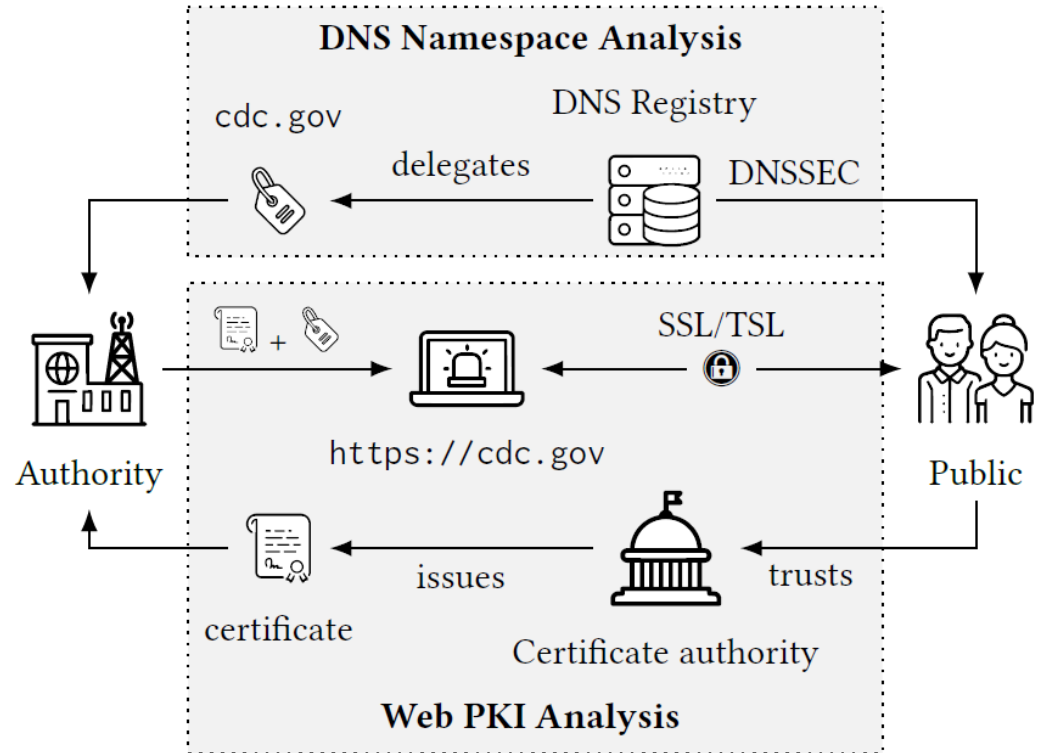 DNS Namespace Analysis
cdc.gov
DNS Registry
delegates
DNSSEC
+
SSL/TSL
https://cdc.gov
Authority
Public
issues
trusts
certificate
Certificate authority
Web PKI Analysis